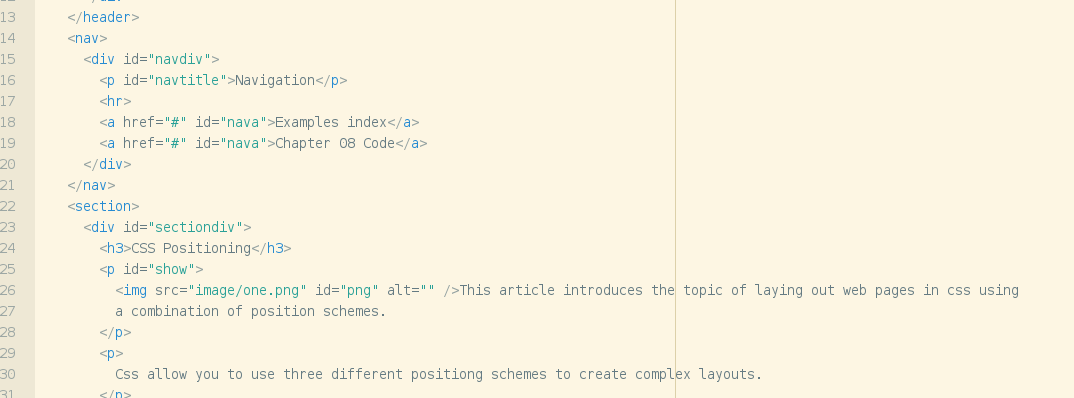 12 </div>
13 </header>
14 <nav>
15 <div id="navdiv">
16 <p id="navtitle">Navigation</p>
17 <hr>
18 <a href="#" id="nava">Examples index</a>
19 <a href="#" id="nava">Chapter 08 Code</a>
20 </div>
21 </nav>
22 <section>
23 <div id="sectiondiv">
24 <h3>CSS Positioning</h3>
25 <p id="show">
26 <img src="image/one.png" id="png" alt="" />This article introduces the topic of laying out web pages in css using
27 a combination of position schemes.
28 </p>
29 <p>
30 Css allow you to use three different positiong schemes to create complex layouts.
31 </p>